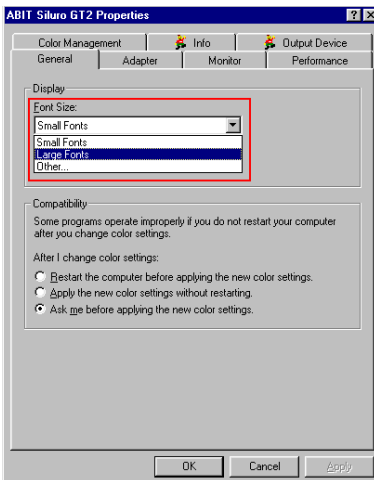 ABIT Siluro GT2 Properties
Color Management Info Output Device
General Adapter Monitor Performance
Display
Font Size:
Small Fonts
Small Fonts
Large Fonts
Other...
Compatibility
Some programs operate improperly if you do not restart your computer
after you change color settings.
After I change color settings:
Restart the computer before applying the new color settings.
Apply the new color settings without restarting.
Ask me before applying the new color settings.
OK Cancel Apply